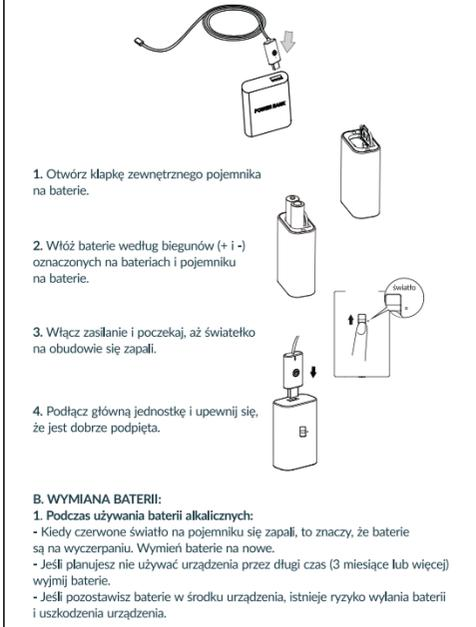 POWER BANK
1. Otwórz klapkę zewnętrznego pojemnika
na baterie.
2. Włóż baterie według biegunów (+ i -)
oznaczonych na bateriach i pojemniku
na baterie.
światło
3. Włącz zasilanie i poczekaj, aż światełko
na obudowie się zapali.
4. Podłącz główną jednostkę i upewnij się,
że jest dobrze podpięta.
B. WYMIANA BATERII:
1. Podczas używania baterii alkalicznych:
- Kiedy czerwone światło na pojemniku się zapali, to znaczy, że baterie
są na wyczerpaniu. Wymień baterie na nowe.
- Jeśli planujesz nie używać urządzenia przez długi czas (3 miesiące lub więcej)
wyjmij baterie.
- Jeśli pozostawisz baterie w środku urządzenia, istnieje ryzyko wylania baterii
i uszkodzenia urządzenia.